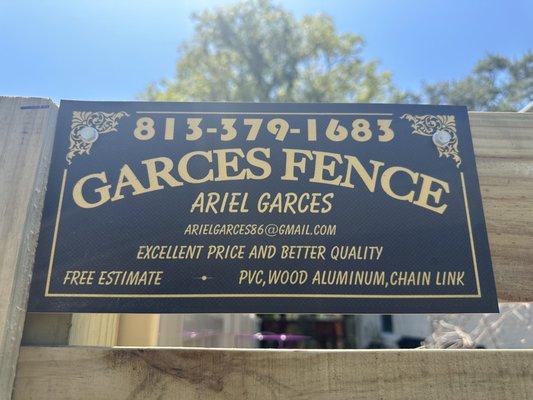 813-379-1683
GARCES FENCE
ARIEL GARCES
ARIELGARCES86@GMAIL.COM
EXCELLENT PRICE AND BETTER QUALITY
FREE ESTIMATE • PVC,WOOD ALUMINUM,CHAIN LINK